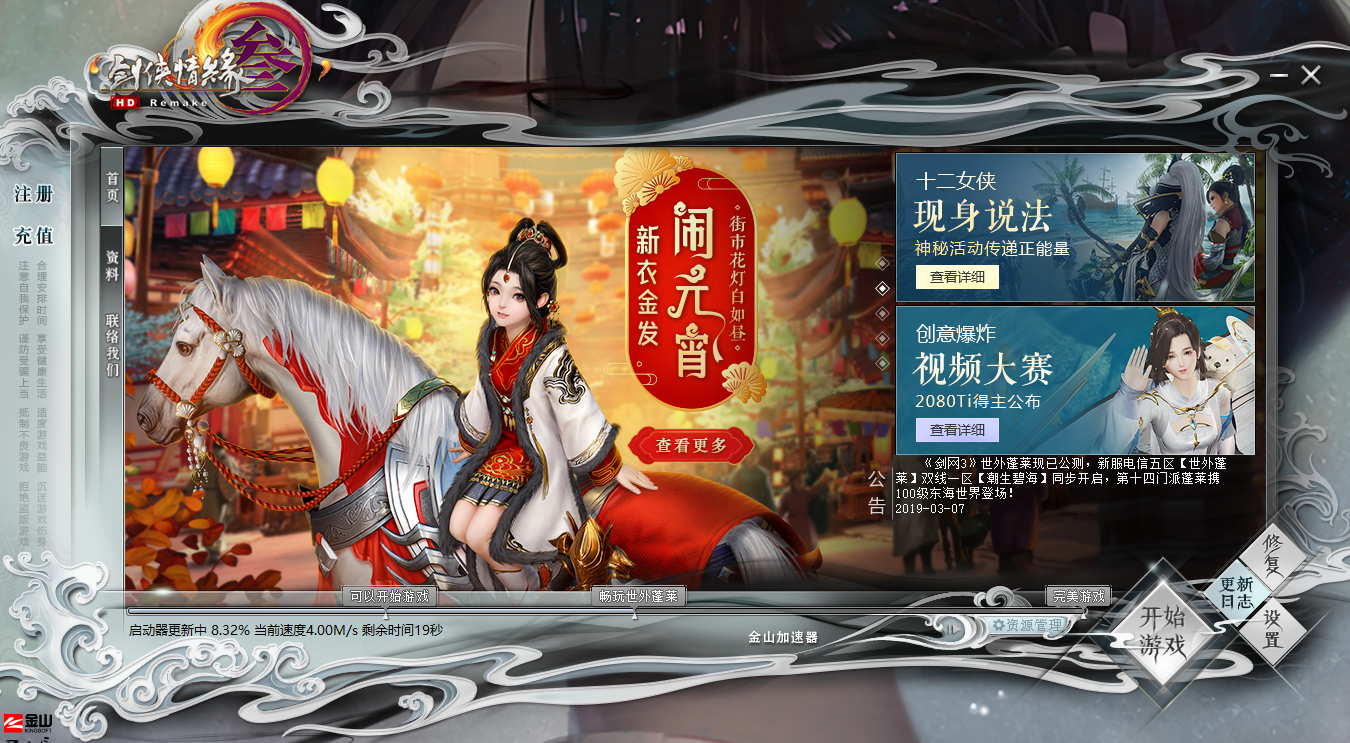 剑侠情缘叁
HD Remake
注册
充值
合理安排时间 享受健康生活 适度游戏益脑 沉迷游戏伤身
注意自我保护 谨防受骗上当 抵制不良游戏 拒绝盗版游戏
首页
资料
联络我们
街市花灯白如昼
闹元宵
新衣金发
查看更多
十二女侠
现身说法
神秘活动传递正能量
查看详细
创意爆炸
视频大赛
2080Ti得主公布
查看详细
公告
《剑网3》世外蓬莱现已公测，新服电信五区【世外蓬
莱】双线一区【潮生碧海】同步开启，第十四门派蓬莱携
100级东海世界登场！
2019-03-07
可以开始游戏
畅玩世外蓬莱
完美游戏
启动器更新中 8.32% 当前速度4.00M/s 剩余时间19秒
金山加速器
资源管理
开始
游戏
修复
更新
日志
设置
金山
KINGSOFT